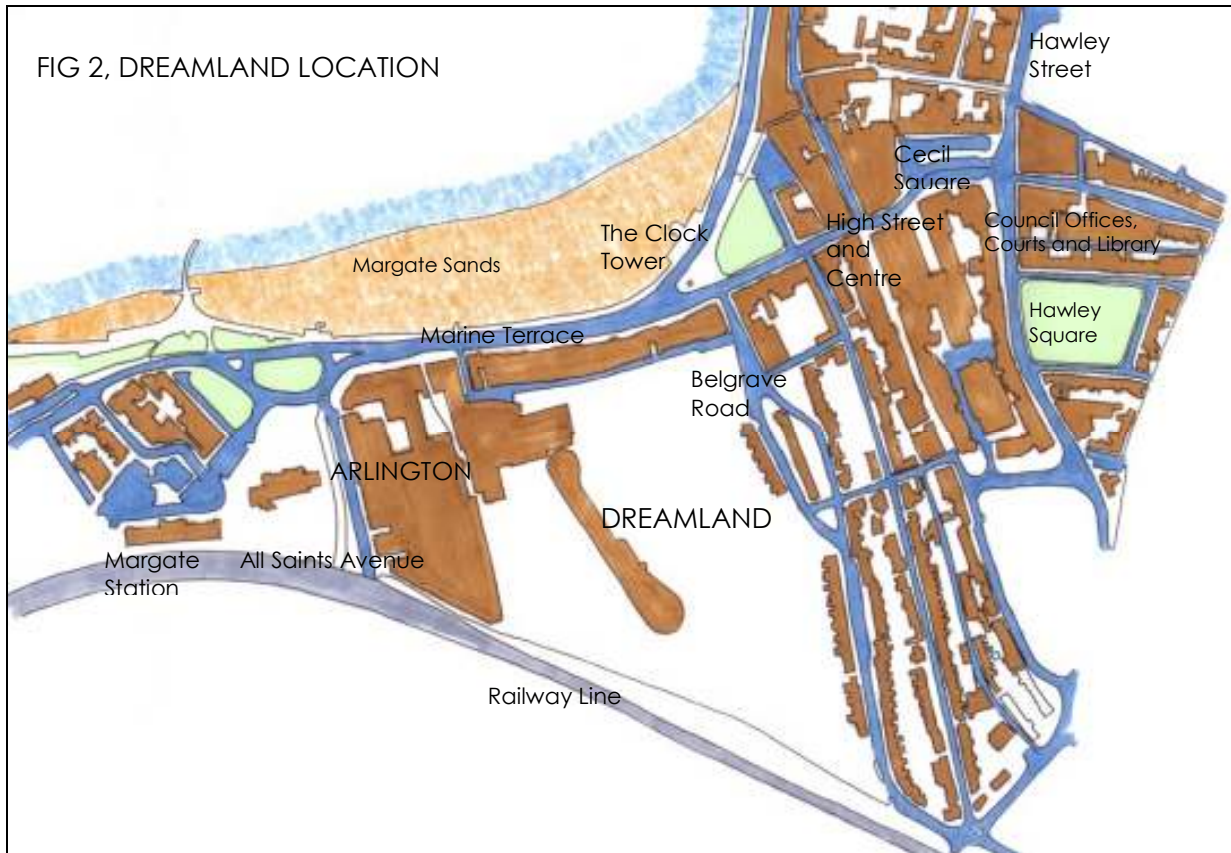 FIG 2, DREAMLAND LOCATION
Hawley
Street
Cecil
Square
The Clock
Tower
High Street
and
Centre
Council Offices,
Courts and Library
Margate Sands
Hawley
Square
Marine Terrace
Belgrave
Road
ARLINGTON
DREAMLAND
Margate
Station
All Saints Avenue
Railway Line